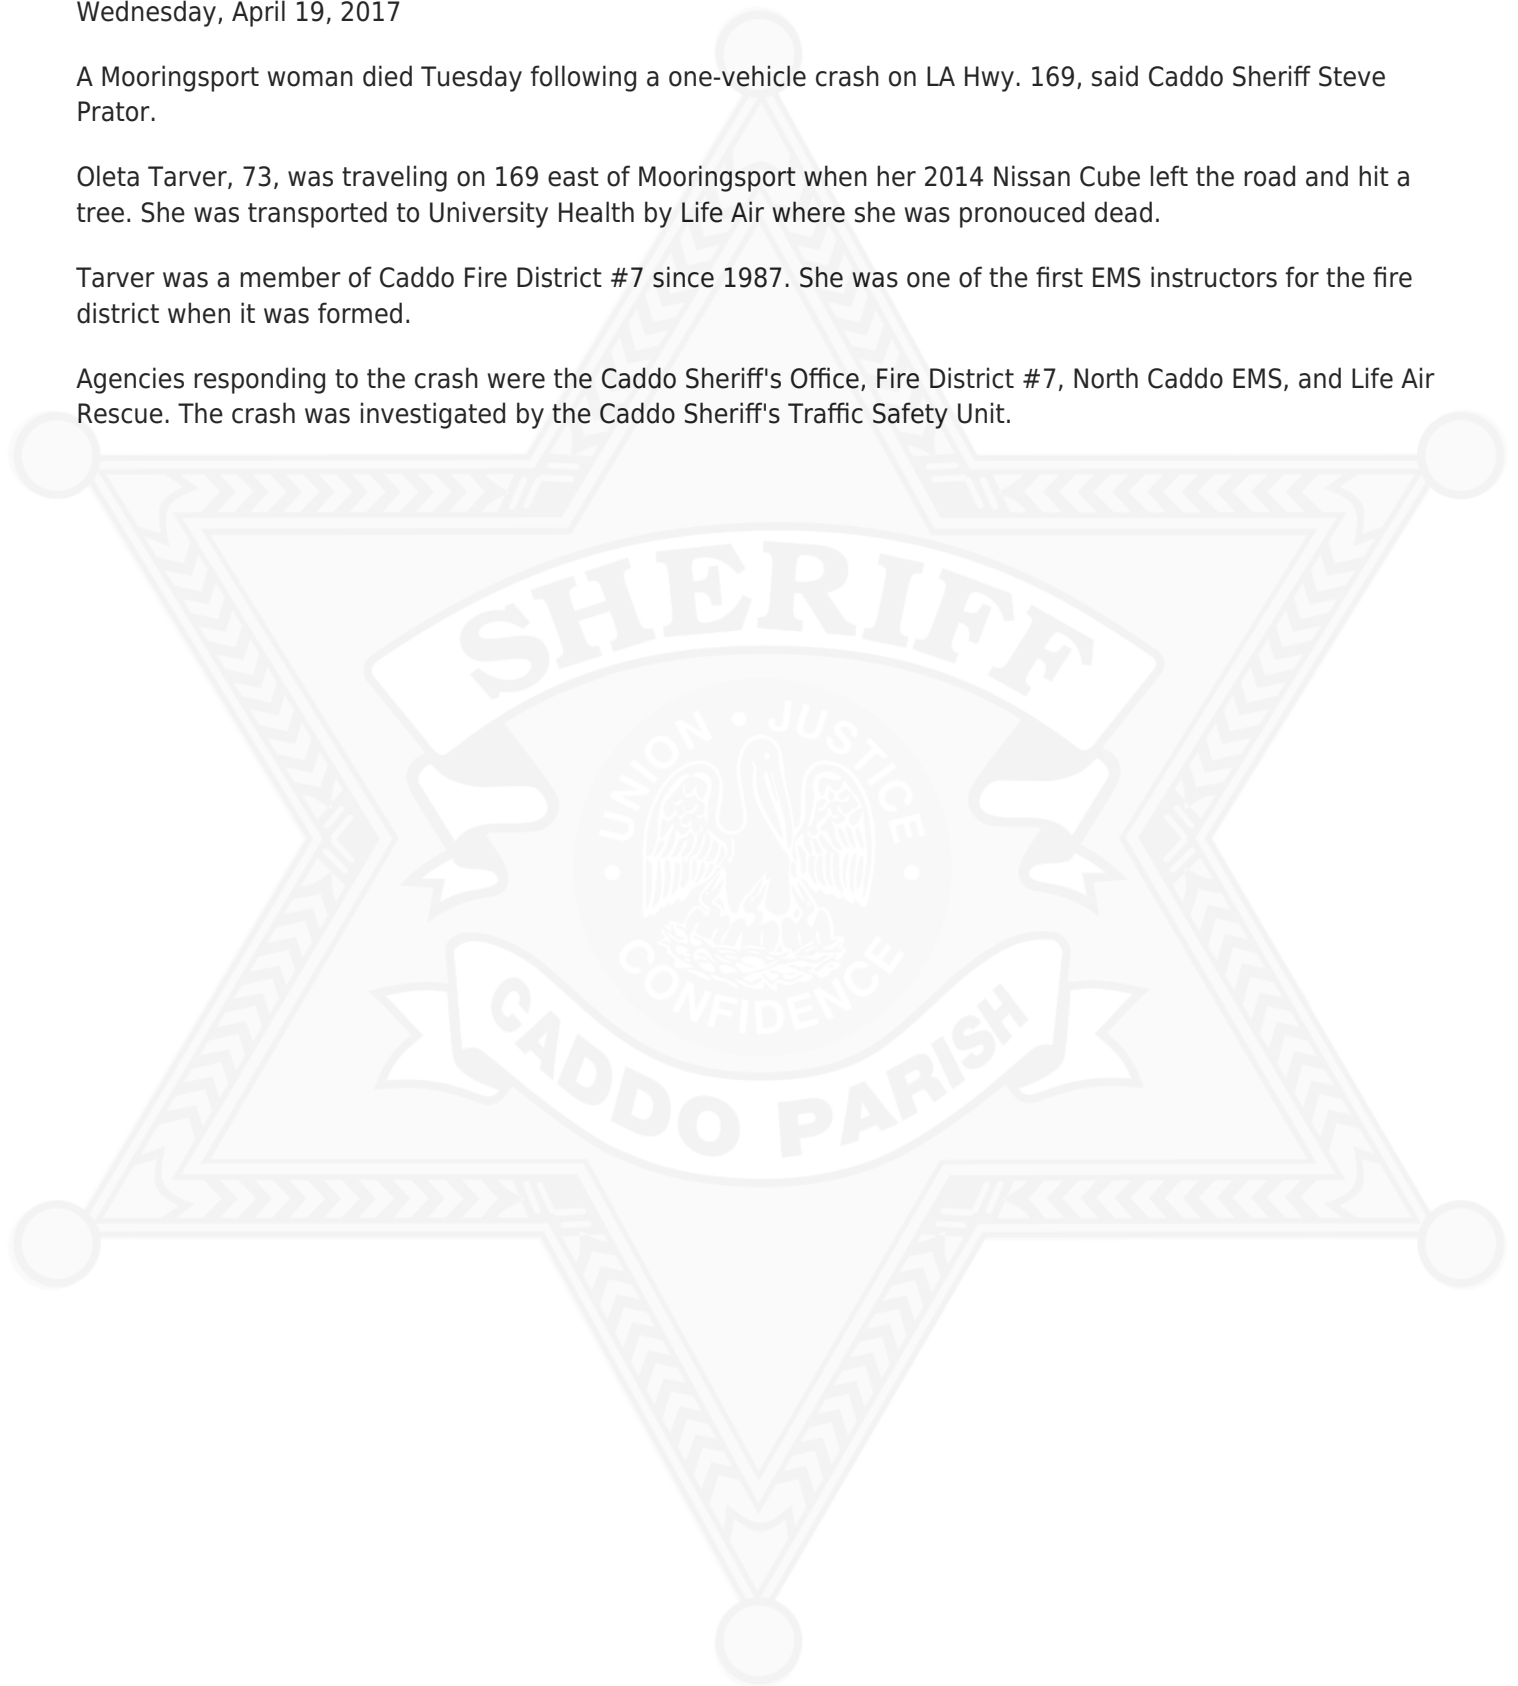 Wednesday, April 19, 2017
A Mooringsport woman died Tuesday following a one-vehicle crash on LA Hwy. 169, said Caddo Sheriff Steve
Prator.
Oleta Tarver, 73, was traveling on 169 east of Mooringsport when her 2014 Nissan Cube left the road and hit a
tree. She was transported to University Health by Life Air where she was pronouced dead.
Tarver was a member of Caddo Fire District #7 since 1987. She was one of the first EMS instructors for the fire
district when it was formed.
Agencies responding to the crash were the Caddo Sheriff's Office, Fire District #7, North Caddo EMS, and Life Air
Rescue. The crash was investigated by the Caddo Sheriff's Traffic Safety Unit.
SHERIFF
UNION • JUSTICE
• CONFIDENCE •
CADDO PARISH